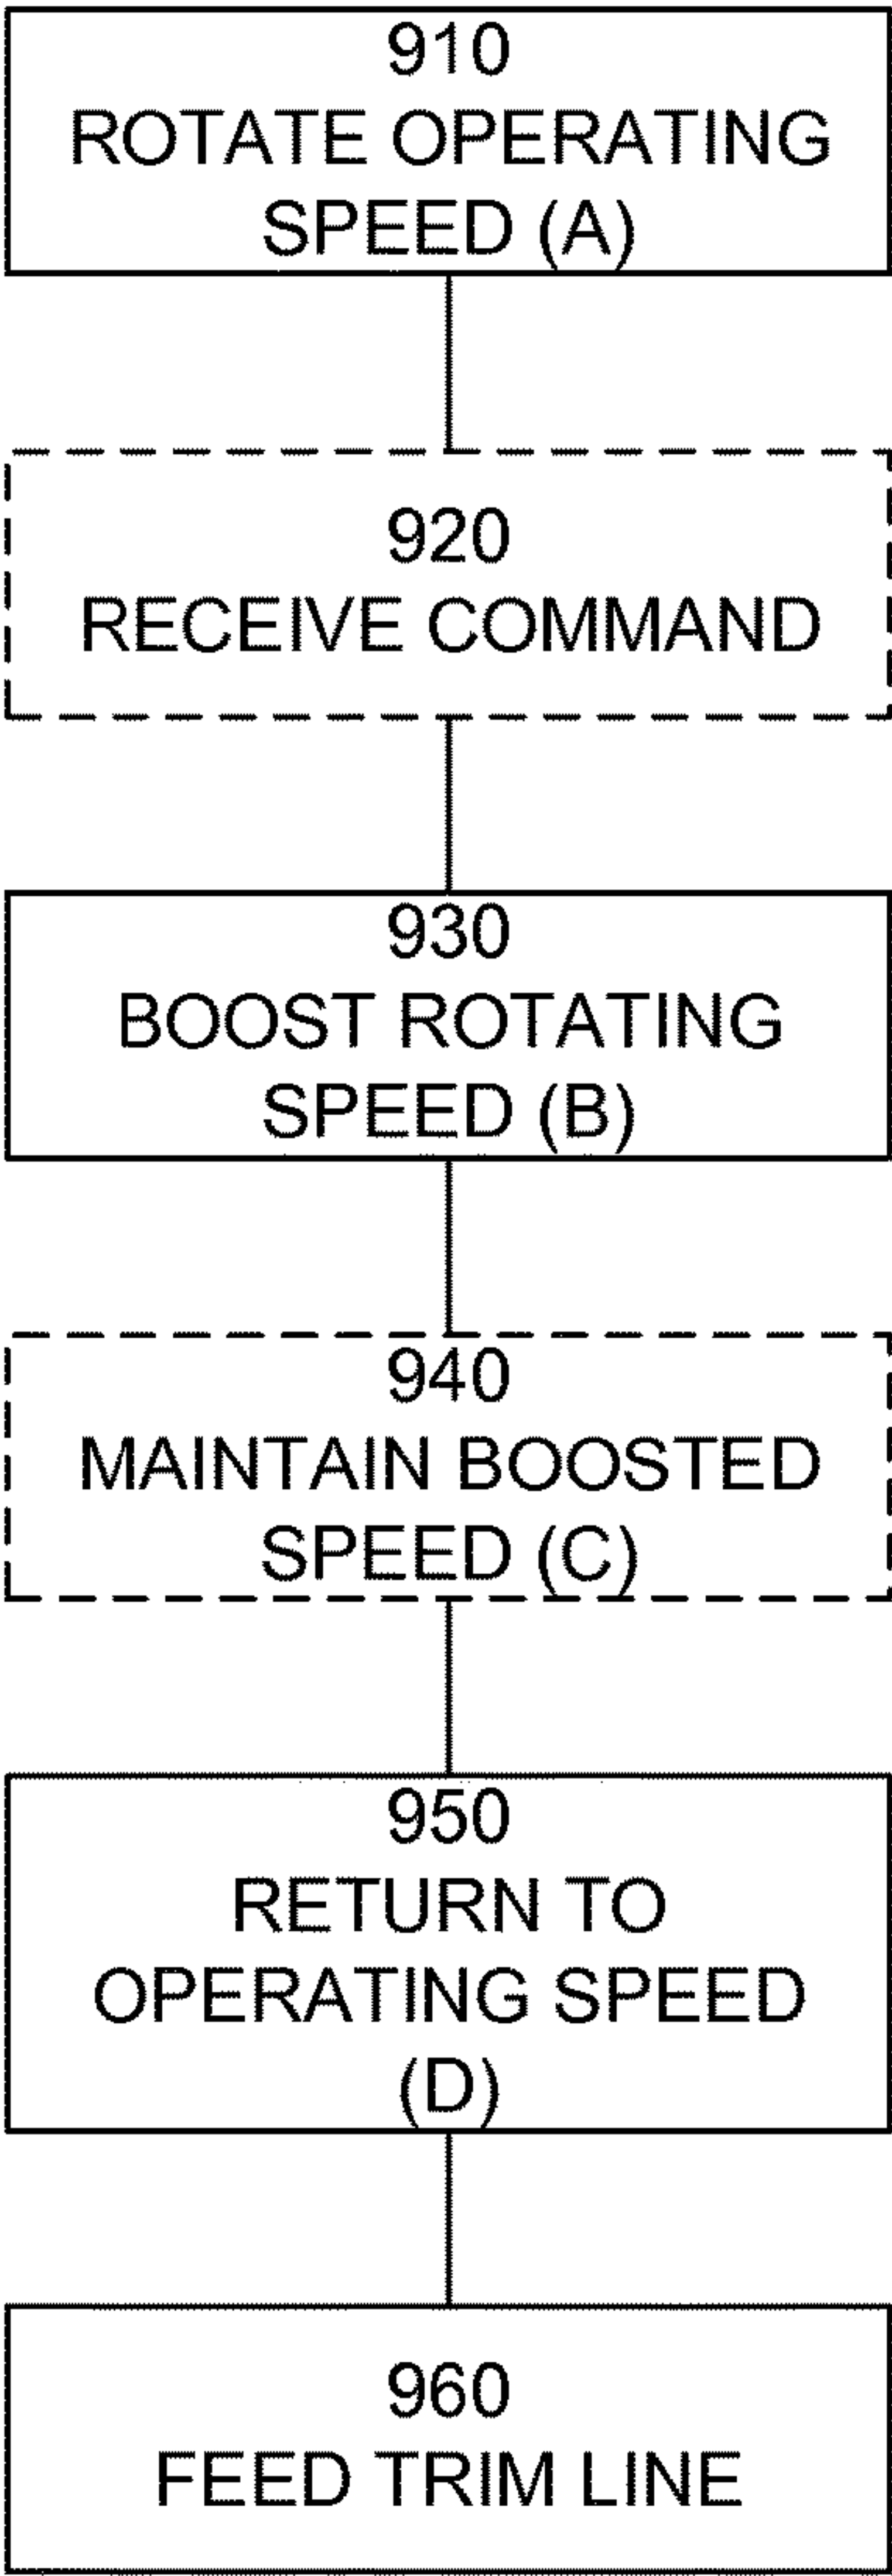 910
ROTATE OPERATING
SPEED (A)
920
RECEIVE COMMAND
930
BOOST ROTATING
SPEED (B)
940
MAINTAIN BOOSTED
SPEED (C)
950
RETURN TO
OPERATING SPEED
(D)
960
FEED TRIM LINE